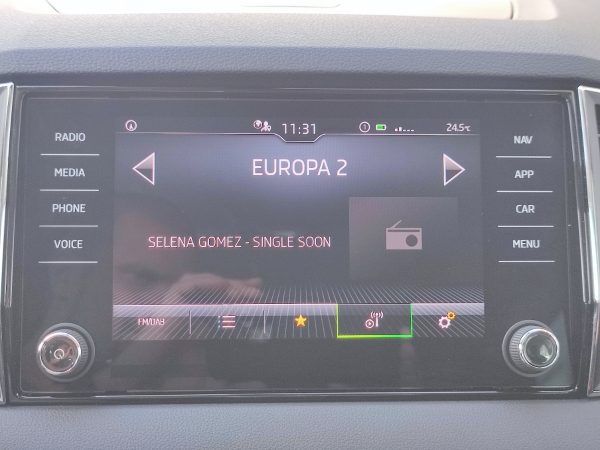 11:31
24.5°C
RADIO
MEDIA
PHONE
VOICE
EUROPA 2
SELENA GOMEZ - SINGLE SOON
FM/DAB
NAV
APP
CAR
MENU